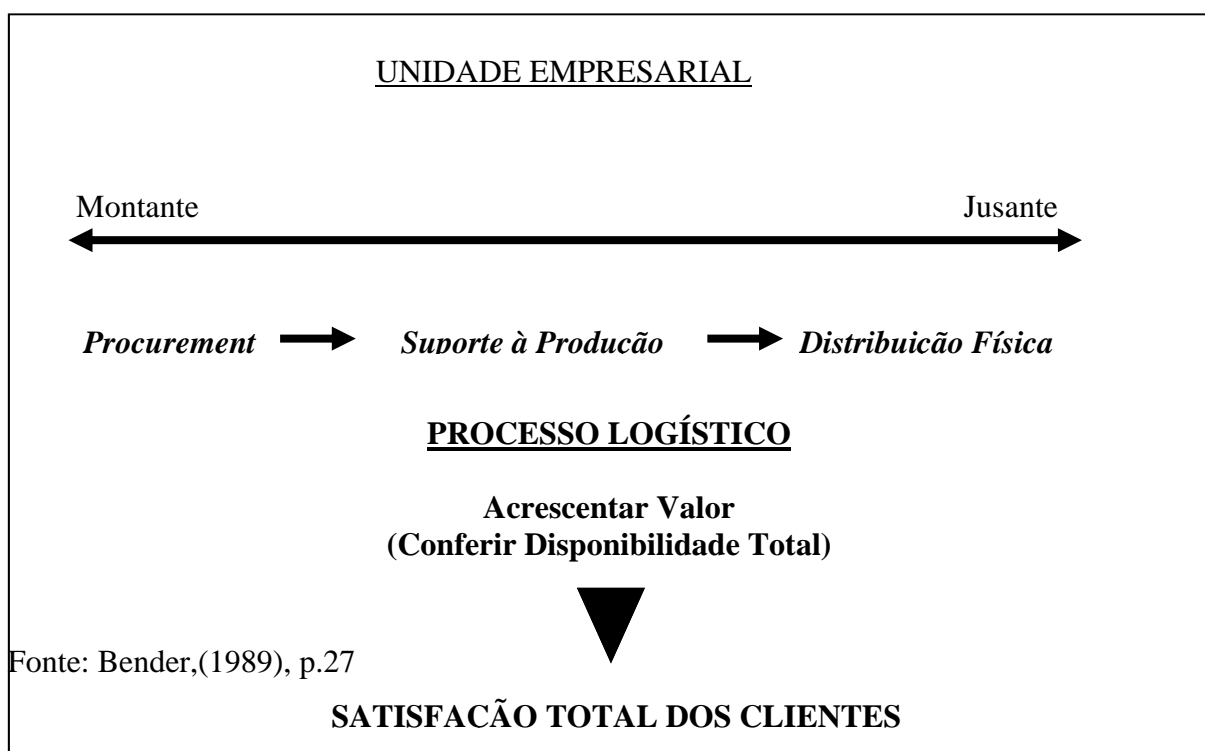 UNIDADE EMPRESARIAL
Montante Jusante
Procurement Suporte à Producão Distribuicão Física
PROCESSO LOGÍSTICO
Acrescentar Valor
(Conferir Disponibilidade Total)
Fonte: Bender,(1989), p.27
SATISFACÃO TOTAL DOS CLIENTES